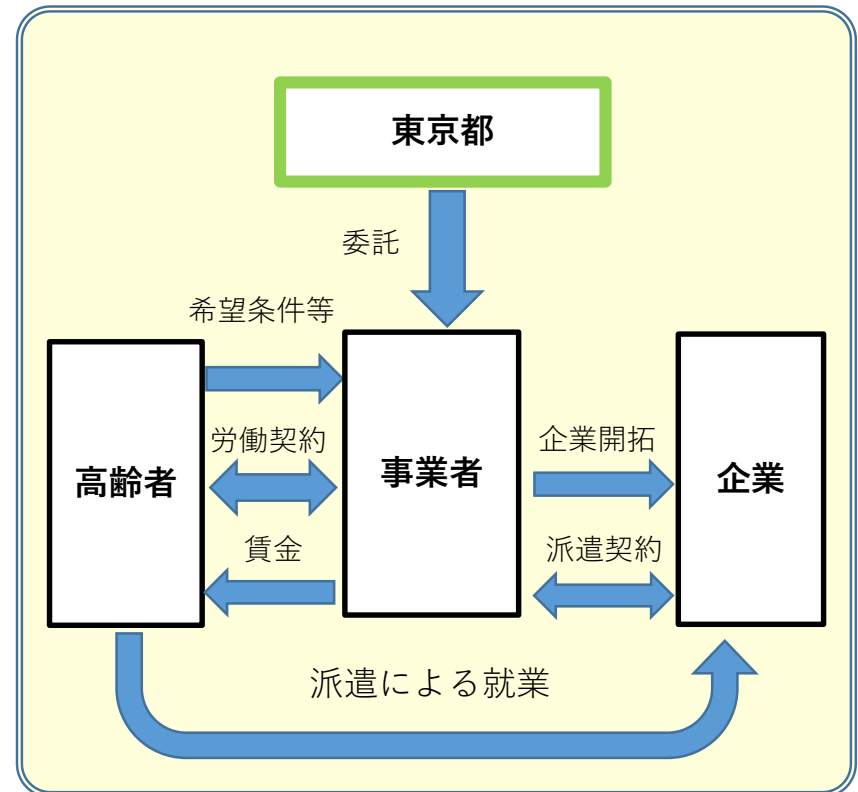 東京都
委託
希望条件等
高齢者
労働契約
賃金
事業者
企業開拓
派遣契約
企業
派遣による就業